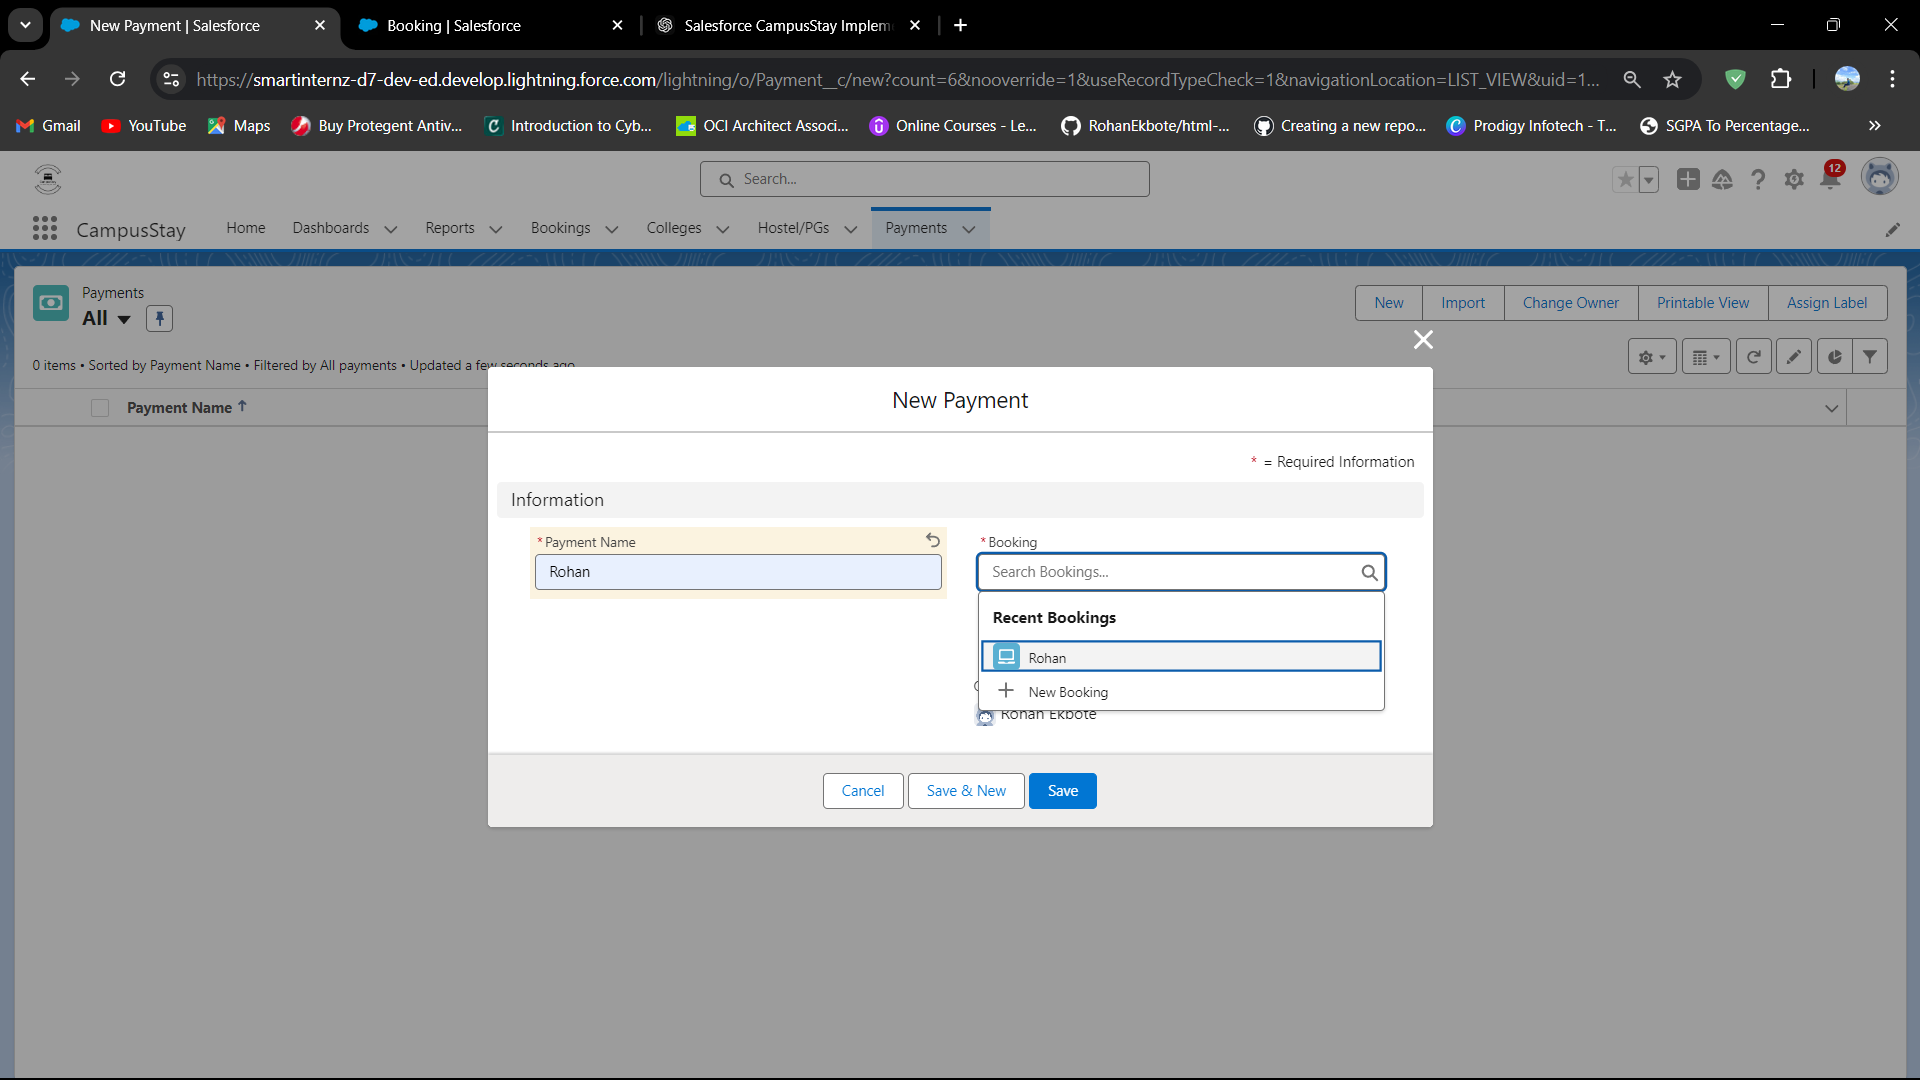 New Payment | Salesforce
Booking | Salesforce
Salesforce CampusStay Implem
https://smartinternz-d7-dev-ed.develop.lightning.force.com/lightning/o/Payment__c/new?count=6&nooverride=1&useRecordTypeCheck=1&navigationLocation=LIST_VIEW&uid=1...
Gmail
YouTube
Maps
Buy Protegent Antiv...
Introduction to Cyb...
OCI Architect Associ...
Online Courses - Le...
RohanEkbote/html-...
Creating a new repo...
Prodigy Infotech - T...
SGPA To Percentage...
Search...
12
CampusStay
Home
Dashboards
Reports
Bookings
Colleges
Hostel/PGs
Payments
Payments
All
New
Import
Change Owner
Printable View
Assign Label
0 items • Sorted by Payment Name • Filtered by All payments • Updated a few seconds ago
Payment Name
New Payment
* = Required Information
Information
* Payment Name
Rohan
* Booking
Search Bookings...
Recent Bookings
Rohan
New Booking
Rohan Ekbote
Cancel
Save & New
Save